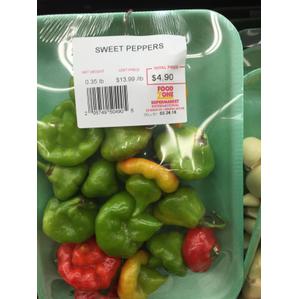 SWEET PEPPERS
NET WEIGHT UNIT PRICE TOTAL PRICE
0.35 lb $13.99 /lb $4.90
FOOD
ZONE
SUPERMARKET
INTERNATIONAL